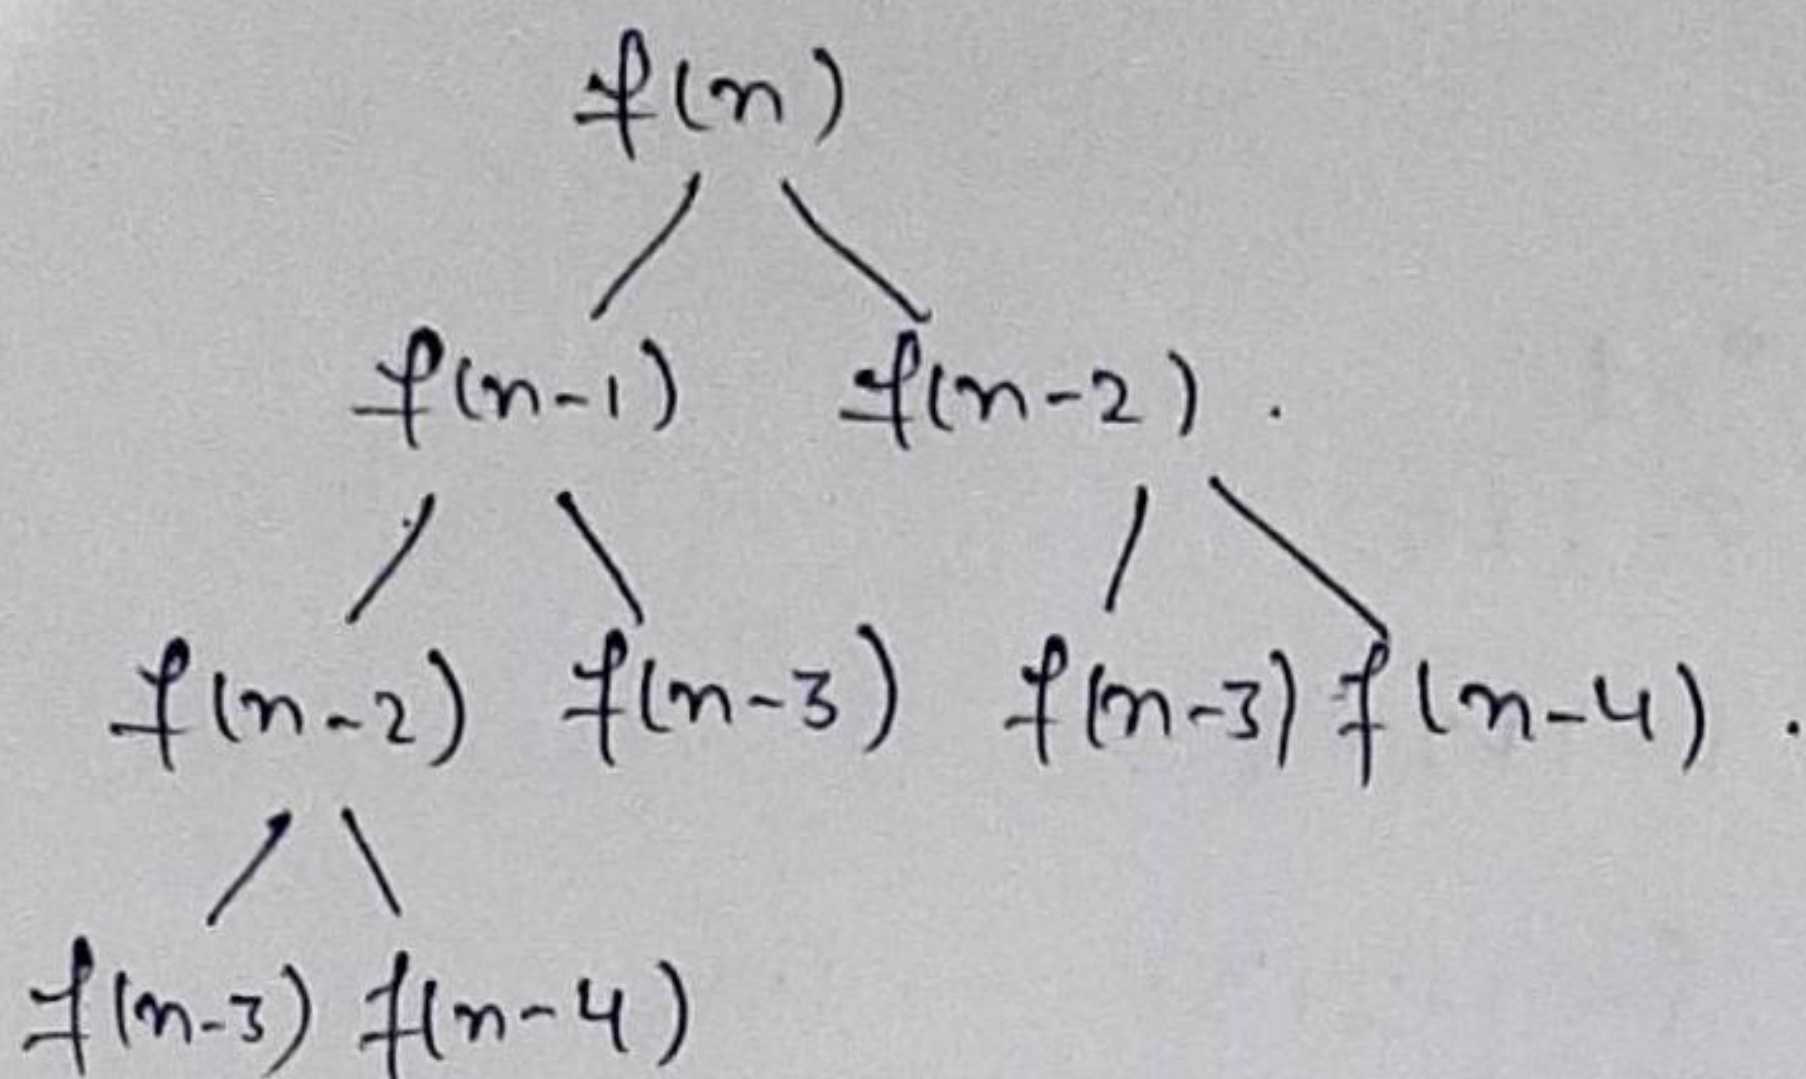 f(n)
f(n-1) f(n-2) .
f(n-2) f(n-3) f(n-3) f(n-4) .
f(n-3) f(n-4)